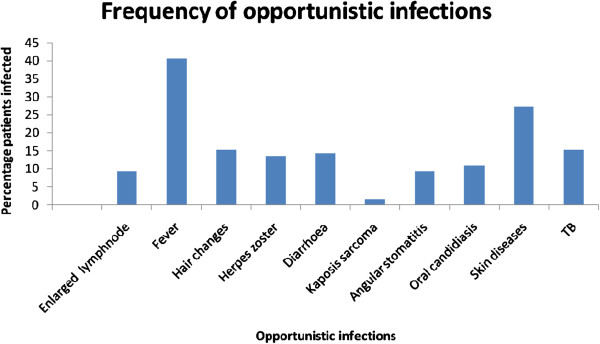 Frequency of opportunistic infections
Percentage patients infected
45
40
35
30
25
20
15
10
5
0
Enlarged lymphnode
Fever
Hair changes
Herpes zoster
Diarrhoea
Kaposis sarcoma
Angular stomatitis
Oral candidiasis
Skin diseases
TB
Opportunistic infections